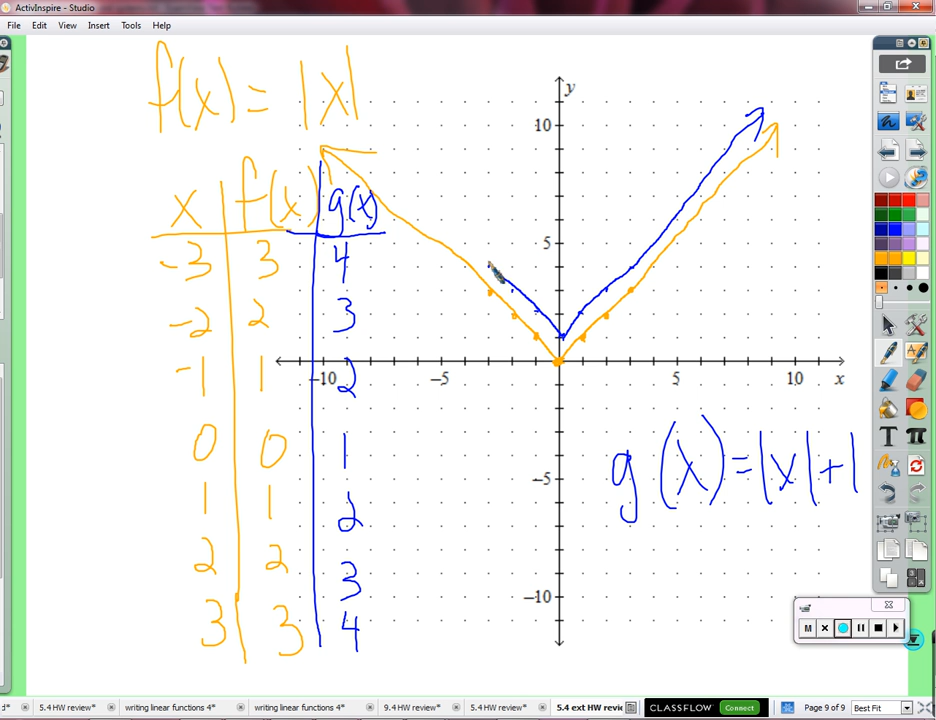 ActivInspire - Studio
File Edit View Insert Tools Help
f(x) = |x|
x f(x) g(x)
-3 3 4
-2 2 3
-1 1 2
0 0 1
1 1 2
2 2 3
3 3 4
y
10
5
-10 -5 5 10 x
-5
-10
g(x)=|x|+1
M
d* 5.4 HW review* writing linear functions 4* writing linear functions 4* 9.4 HW review* 5.4 HW review* 5.4 ext HW revie CLASSFLOW Connect Page 9 of 9 Best Fit